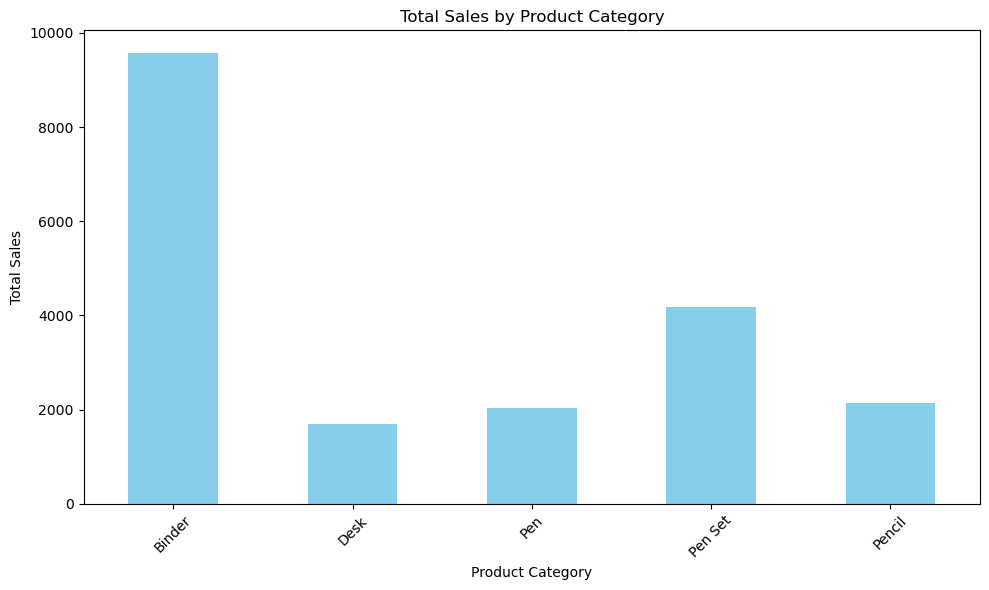 Total Sales by Product Category
10000
8000
6000
4000
2000
0
Total Sales
Binder
Desk
Pen
Pen Set
Pencil
Product Category